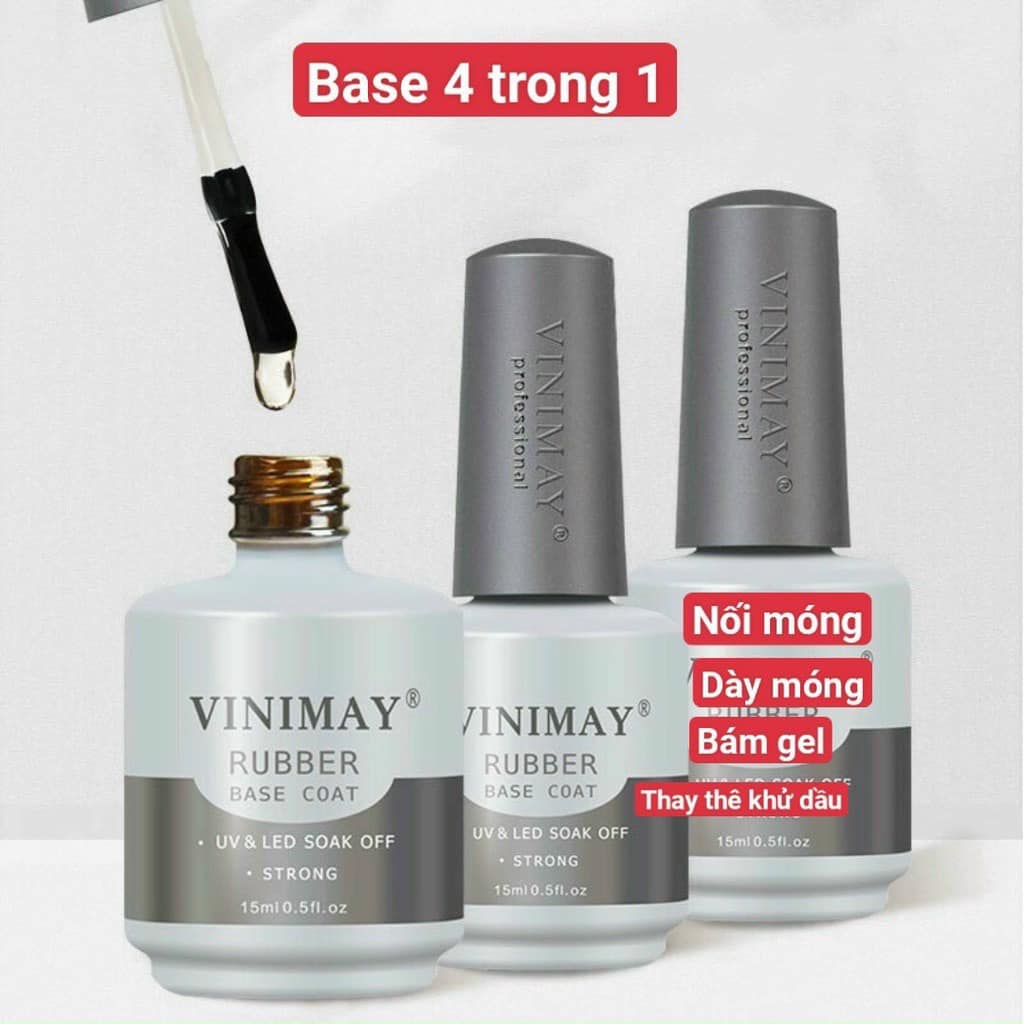 Base 4 trong 1
VINIMAY®
professional
VINIMAY®
professional
VINIMAY®
RUBBER
BASE COAT
• UV & LED SOAK OFF
• STRONG
15ml 0.5fl.oz
VINIMAY®
RUBBER
BASE COAT
UV & LED SOAK OFF
• STRONG
15ml 0.5fl.oz
Nối móng
Dày móng
RUBBER
Bám gel
Thay thê khử dầu
15ml 0.5fl.oz